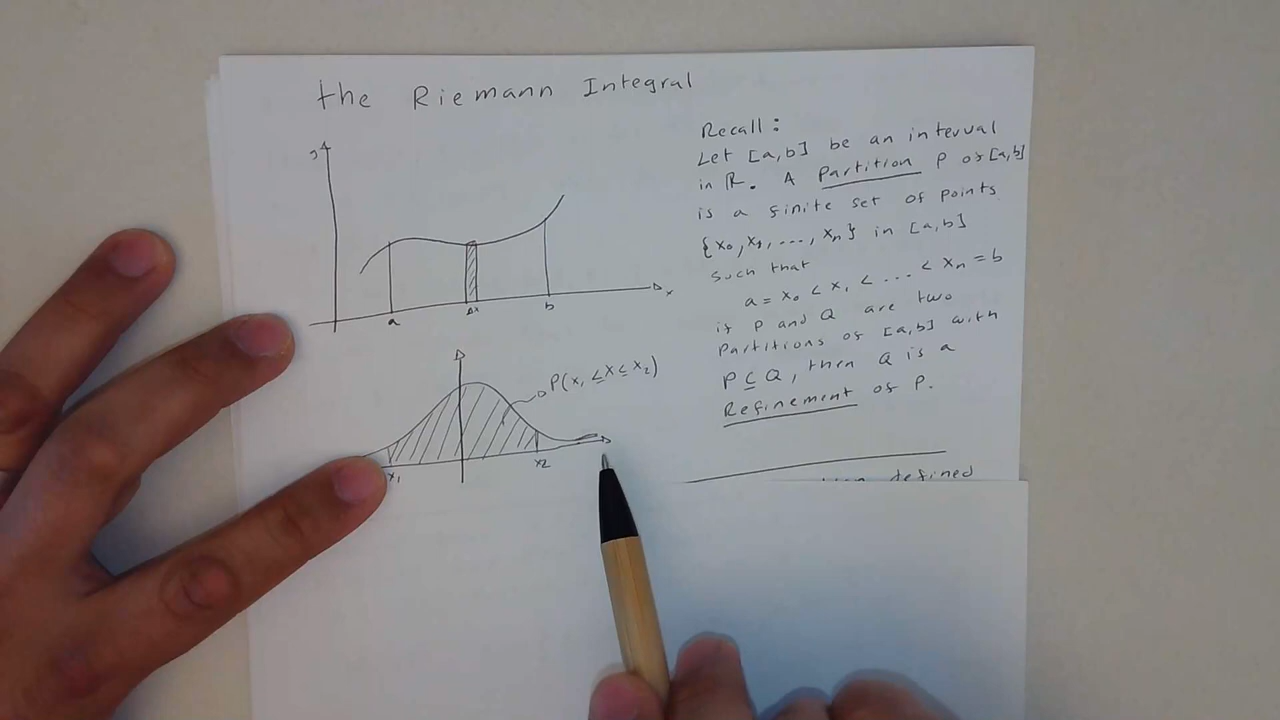 the Riemann Integral
y
a
Δx
b
x
P(x₁ ≤ X ≤ x₂)
x₁
x₂
Recall:
Let [a,b] be an interval
in ℝ. A Partition P of [a,b]
is a finite set of points
{x₀, x₁, ..., xₙ} in [a,b]
such that
a = x₀ < x₁ < ... < xₙ = b
if P and Q are two
Partitions of [a,b] with
P ⊆ Q, then Q is a
Refinement of P.
defined